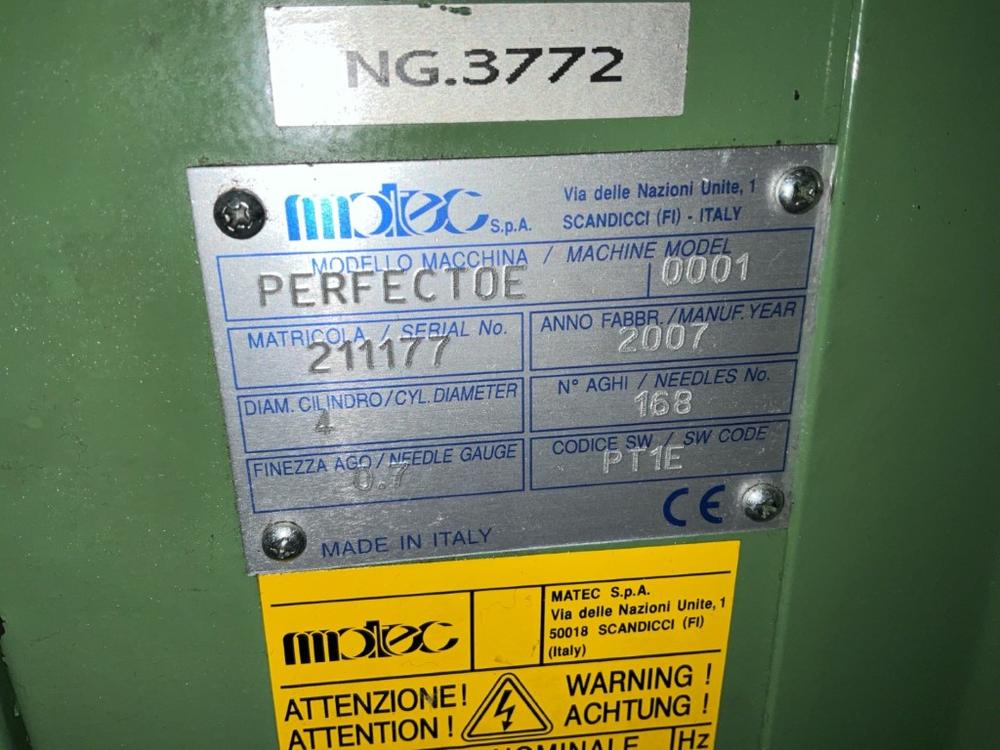 NG.3772
matec S.p.A.
Via delle Nazioni Unite, 1
SCANDICCI (FI) - ITALY
MODELLO MACCHINA / MACHINE MODEL
PERFECTOE 0001
MATRICOLA / SERIAL No.
211177
ANNO FABBR. / MANUF. YEAR
2007
DIAM. CILINDRO / CYL. DIAMETER
4
N° AGHI / NEEDLES No.
168
FINEZZA AGO / NEEDLE GAUGE
0.7
CODICE SW / SW CODE
PT1E
MADE IN ITALY
CE
matec
MATEC S.p.A.
Via delle Nazioni Unite, 1
50018 SCANDICCI (FI)
(Italy)
ATTENZIONE!
ATTENTION !
WARNING !
ACHTUNG !
NOMINALE
Hz